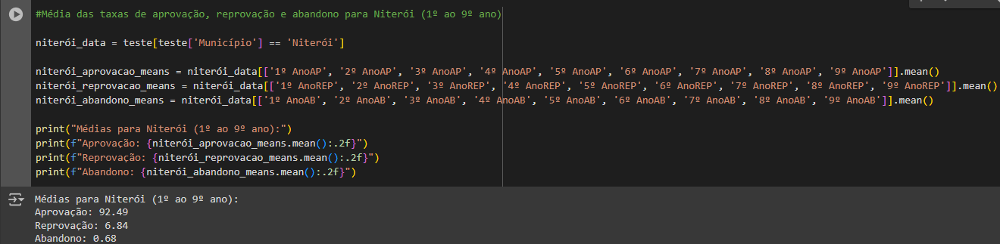 #Média das taxas de aprovação, reprovação e abandono para Niterói (1º ao 9º ano)
niterói_data = teste[teste['Município'] == 'Niterói']
niterói_aprovacao_means = niterói_data[['1º AnoAP', '2º AnoAP', '3º AnoAP', '4º AnoAP', '5º AnoAP', '6º AnoAP', '7º AnoAP', '8º AnoAP', '9º AnoAP']].mean()
niterói_reprovacao_means = niterói_data[['1º AnoREP', '2º AnoREP', '3º AnoREP', '4º AnoREP', '5º AnoREP', '6º AnoREP', '7º AnoREP', '8º AnoREP', '9º AnoREP']].mean()
niterói_abandono_means = niterói_data[['1º AnoAB', '2º AnoAB', '3º AnoAB', '4º AnoAB', '5º AnoAB', '6º AnoAB', '7º AnoAB', '8º AnoAB', '9º AnoAB']].mean()
print("Médias para Niterói (1º ao 9º ano):")
print(f"Aprovação: {niterói_aprovacao_means.mean():.2f}")
print(f"Reprovação: {niterói_reprovacao_means.mean():.2f}")
print(f"Abandono: {niterói_abandono_means.mean():.2f}")
Médias para Niterói (1º ao 9º ano):
Aprovação: 92.49
Reprovação: 6.84
Abandono: 0.68